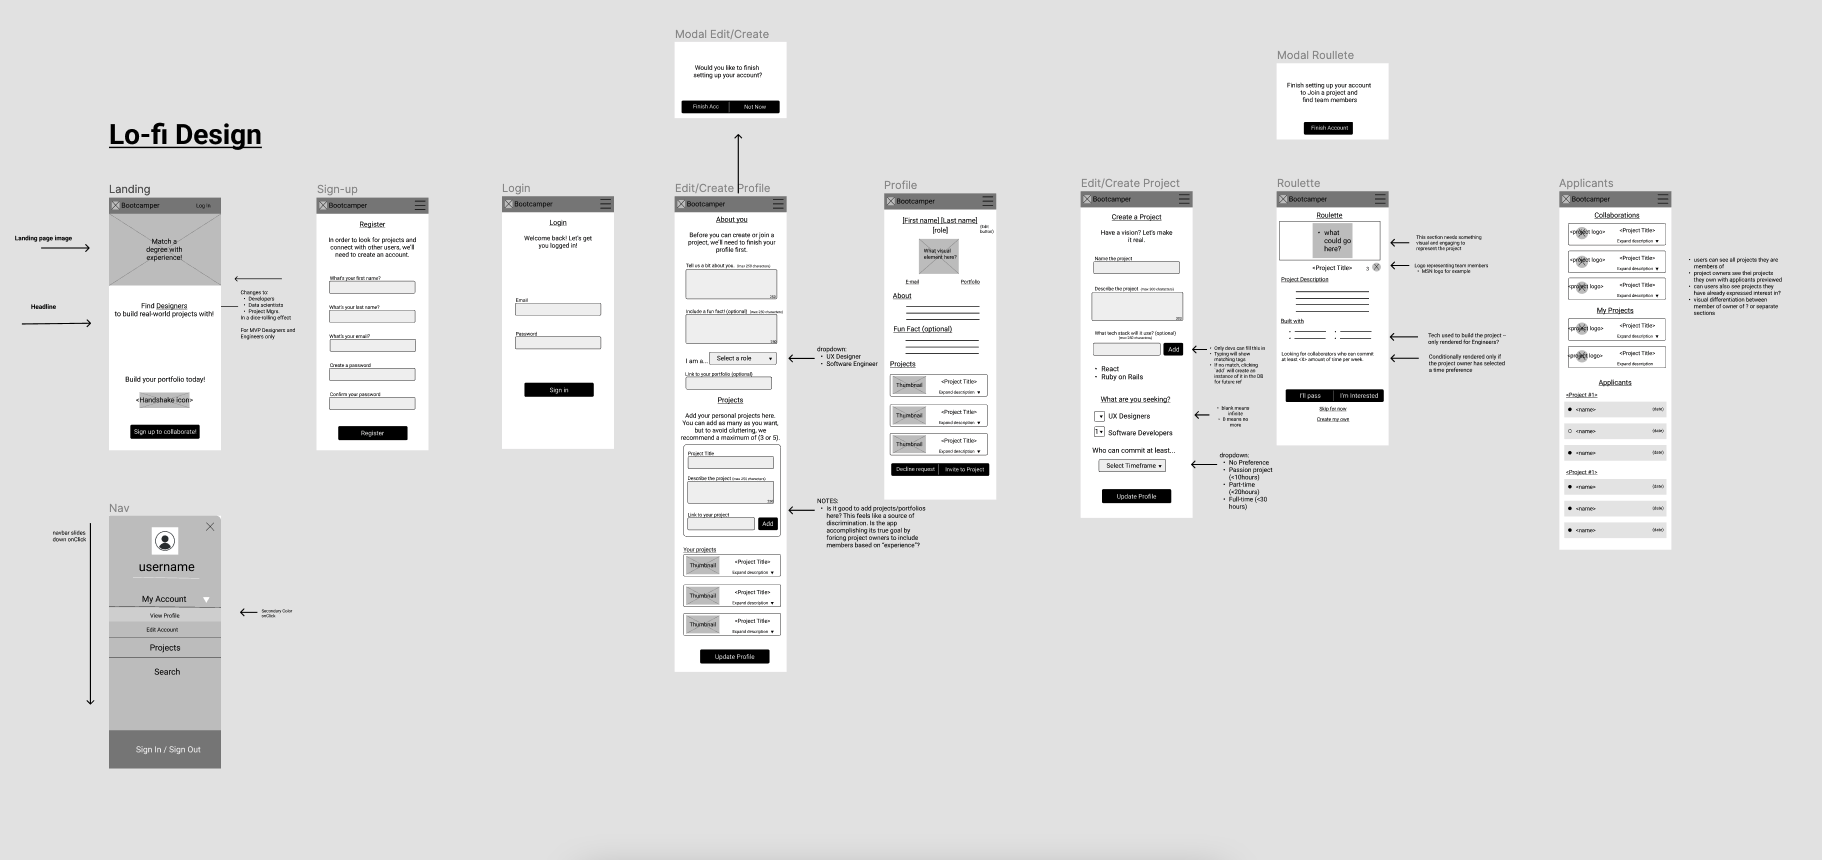 Lo-fi Design
Landing page image
Headline
Landing
Bootcamper
Log In
Match a
degree with
experience!
Find Designers
to build real-world projects with!
Build your portfolio today!
<Handshake icon>
Sign up to collaborate!
Changes to:
• Developers
• Data scientists
• Project Mgrs.
In a dice-rolling effect
For MVP Designers and
Engineers only
Nav
navbar slides
down onClick
username
My Account
View Profile
Edit Account
Projects
Search
Sign In / Sign Out
Secondary Color
onClick
Sign-up
Bootcamper
Register
In order to look for projects and
connect with other users, we'll
need to create an account.
What's your first name?
What's your last name?
What's your email?
Create a password
Confirm your password
Register
Login
Bootcamper
Login
Welcome back! Let's get
you logged in!
Email
Password
Sign in
Modal Edit/Create
Would you like to finish
setting up your account?
Finish Acc
Not Now
Edit/Create Profile
Bootcamper
About you
Before you can create or join a
project, we'll need to finish your
profile first.
Tell us a bit about you (max 250 characters)
250
Include a fun fact! (optional) (max 250 characters)
250
I am a...
Select a role
Link to your portfolio (optional)
Projects
Add your personal projects here.
You can add as many as you want,
but to avoid cluttering, we
recommend a maximum of (3 or 5).
Project Title
Describe the project (max 250 characters)
Link to your project
Add
Your projects
Thumbnail
<Project Title>
Expand description
Thumbnail
<Project Title>
Expand description
Thumbnail
<Project Title>
Expand description
Update Profile
dropdown:
• UX Designer
• Software Engineer
NOTES:
• is it good to add projects/portfolios
here? This feels like a source of
discrimination. Is the app
accomplishing its true goal by
foricng project owners to include
members based on "experience"?
Profile
Bootcamper
[First name] [Last name]
[role]
(Edit
button)
What visual
element here?
Email
Portfolio
About
Fun Fact (optional)
Projects
Thumbnail
<Project Title>
Expand description
Thumbnail
<Project Title>
Expand description
Thumbnail
<Project Title>
Expand description
Decline request
Invite to Project
Edit/Create Project
Bootcamper
Create a Project
Have a vision? Let's make
it real.
Name the project
Describe the project (max 500 characters)
What tech stack will it use? (optional)
(max 250 characters)
Add
• React
• Ruby on Rails
What are you seeking?
UX Designers
1
Software Developers
Who can commit at least...
Select Timeframe
Update Profile
• Only devs can fill this in
• Typing will show
matching tags
• if no match, clicking
'add' will create an
instance of it in the DB
for future ref
• blank means
infinite
• 0 means no
more
dropdown:
• No Preference
• Passion project
(<10hours)
• Part-time
(<20hours)
• Full-time (<30
hours)
Modal Roullete
Finish setting up your account
to Join a project and
find team members
Finish Account
Roulette
Bootcamper
Roulette
• what
could go
here?
<Project Title>
3
Project Description
Built with
Looking for collaborators who can commit
at least <X> amount of time per week.
I'll pass
I'm Interested
Skip for now
Create my own
This section needs something
visual and engaging to
represent the project
Logo representing team members
• MSN logo for example
Tech used to build the project –
only rendered for Engineers?
Conditionally rendered only if
the project owner has selected
a time preference
Applicants
Bootcamper
Collaborations
<project logo>
<Project Title>
Expand description
<project logo>
<Project Title>
Expand description
<project logo>
<Project Title>
Expand description
My Projects
<project logo>
<Project Title>
Expand description
<project logo>
<Project Title>
Expand description
Applicants
<Project #1>
<name>
(date)
<name>
(date)
<name>
(date)
<Project #1>
<name>
(date)
<name>
(date)
<name>
(date)
• users can see all projects they are
members of
• project owners see thei projects
they own with applicants previewed
• can users also see projects they
have already expressed interest in?
• visual differentiation between
member of owner of ? or separate
sections